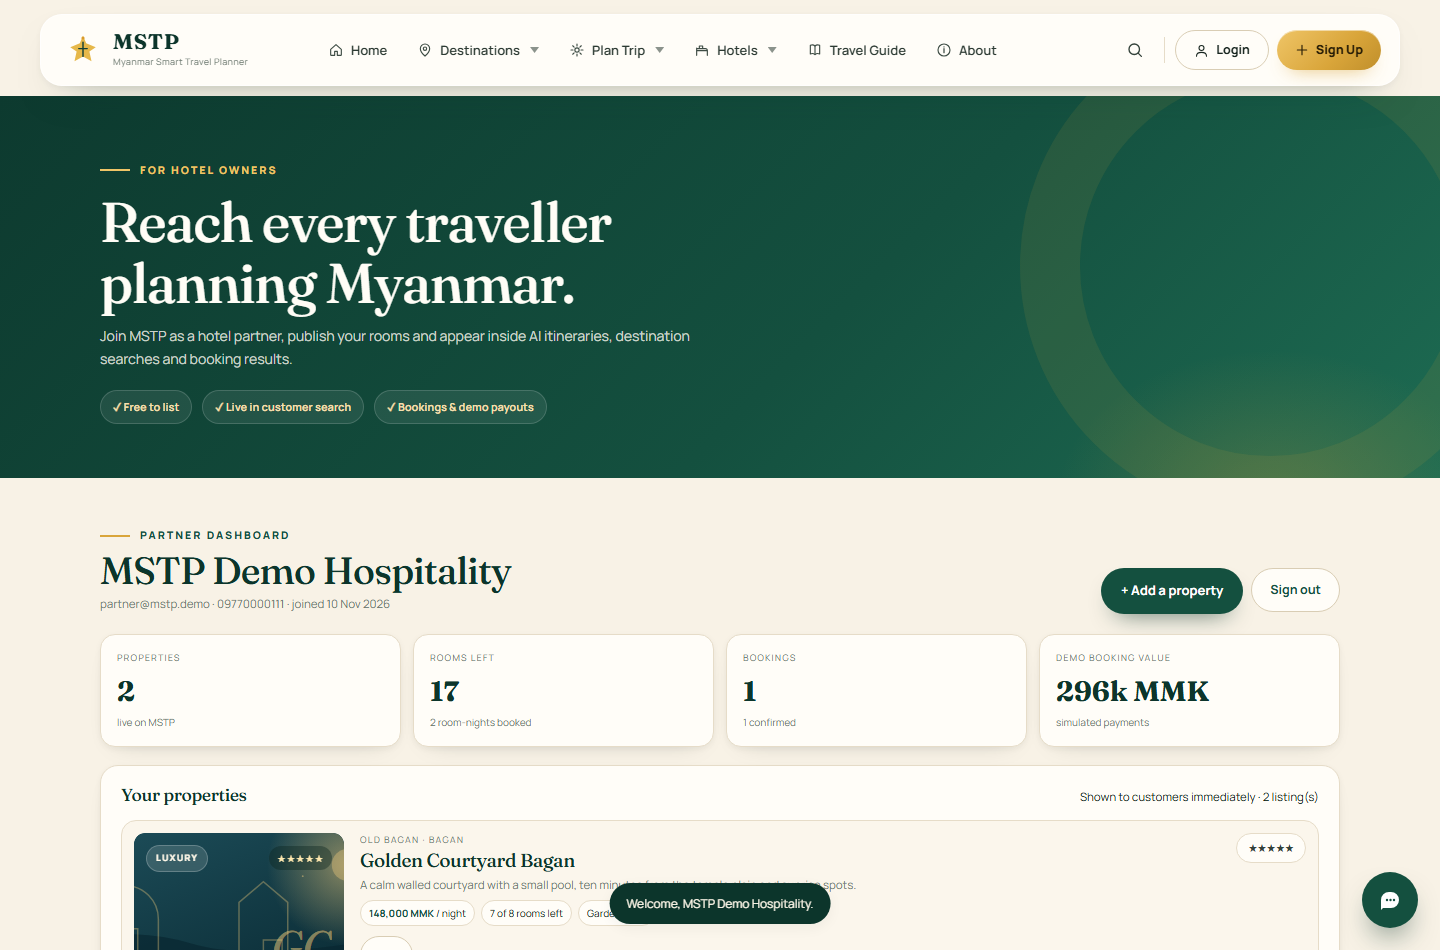 MSTP
Myanmar Smart Travel Planner
Home
Destinations
Plan Trip
Hotels
Travel Guide
About
Login
Sign Up
FOR HOTEL OWNERS
Reach every traveller
planning Myanmar.
Join MSTP as a hotel partner, publish your rooms and appear inside AI itineraries, destination
searches and booking results.
✓ Free to list
✓ Live in customer search
✓ Bookings & demo payouts
PARTNER DASHBOARD
MSTP Demo Hospitality
partner@mstp.demo · 09770000111 · joined 10 Nov 2026
+ Add a property
Sign out
PROPERTIES
2
live on MSTP
ROOMS LEFT
17
2 room-nights booked
BOOKINGS
1
1 confirmed
DEMO BOOKING VALUE
296k MMK
simulated payments
Your properties
Shown to customers immediately · 2 listing(s)
LUXURY
★★★★★
GC
OLD BAGAN · BAGAN
Golden Courtyard Bagan
★★★★★
A calm walled courtyard with a small pool, ten spots.
148,000 MMK / night
7 of 8 rooms left
Welcome, MSTP Demo Hospitality.